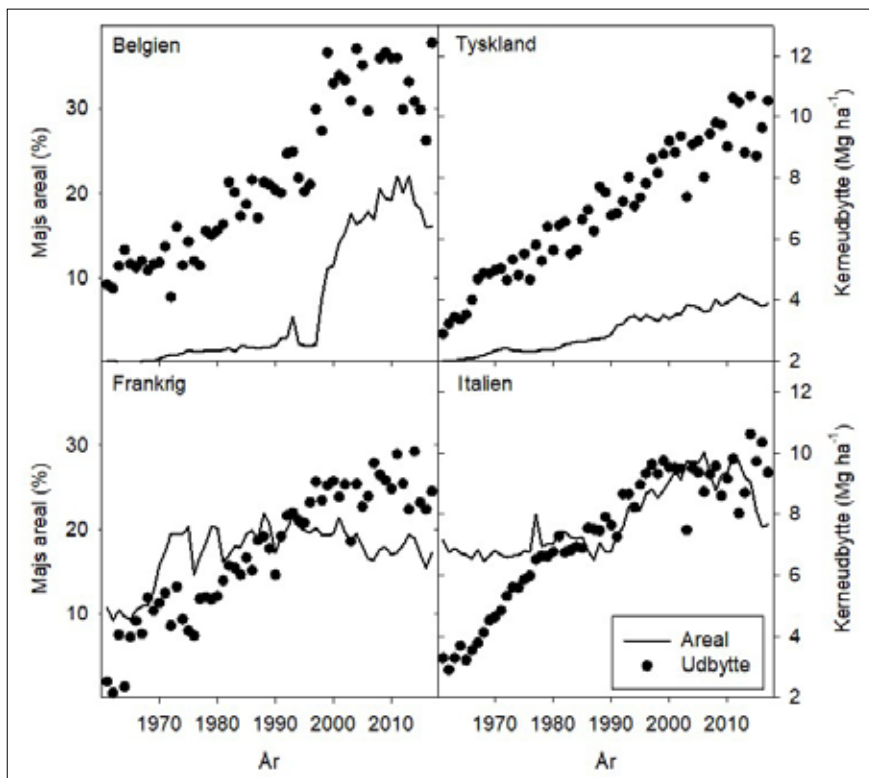 Belgien
Tyskland
Majs areal (%)
30
20
10
12
10
8
6
4
2
Kerneudbytte (Mg ha⁻¹)
Frankrig
Italien
Majs areal (%)
30
20
10
12
10
8
6
4
2
Kerneudbytte (Mg ha⁻¹)
Areal
Udbytte
1970 1980 1990 2000 2010
1970 1980 1990 2000 2010
År
År